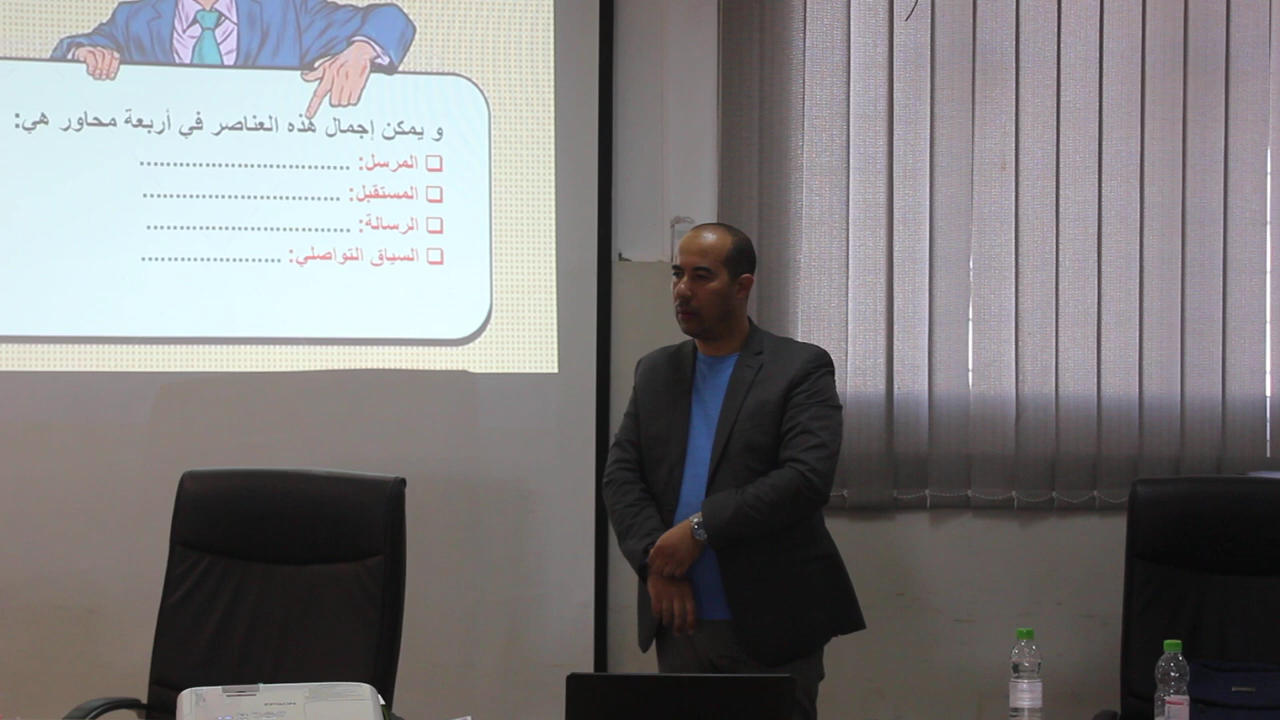 و يمكن إجمال هذه العناصر في أربعة محاور هي:
❑ المرسل: ..............................
❑ المستقبل: ............................
❑ الرسالة: .............................
❑ السياق التواصلي: ....................